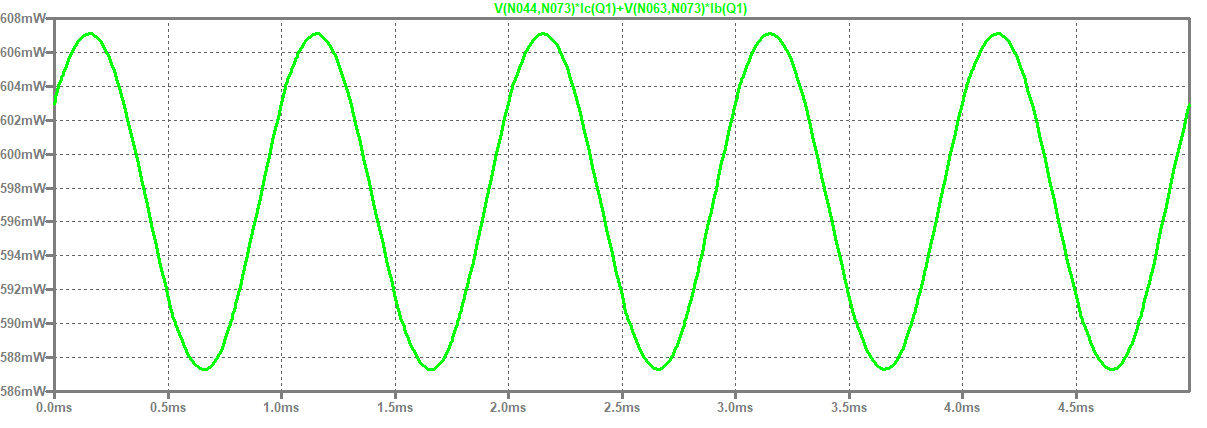 V(N044,N073)*Ic(Q1)+V(N063,N073)*Ib(Q1)
608mW
606mW
604mW
602mW
600mW
598mW
596mW
594mW
592mW
590mW
588mW
586mW
0.0ms 0.5ms 1.0ms 1.5ms 2.0ms 2.5ms 3.0ms 3.5ms 4.0ms 4.5ms